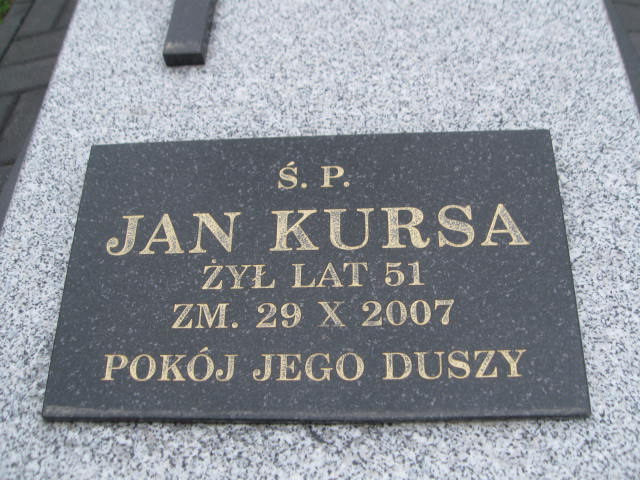 Ś. P.
JAN KURSA
ŻYŁ LAT 51
ZM. 29 X 2007
POKÓJ JEGO DUSZY